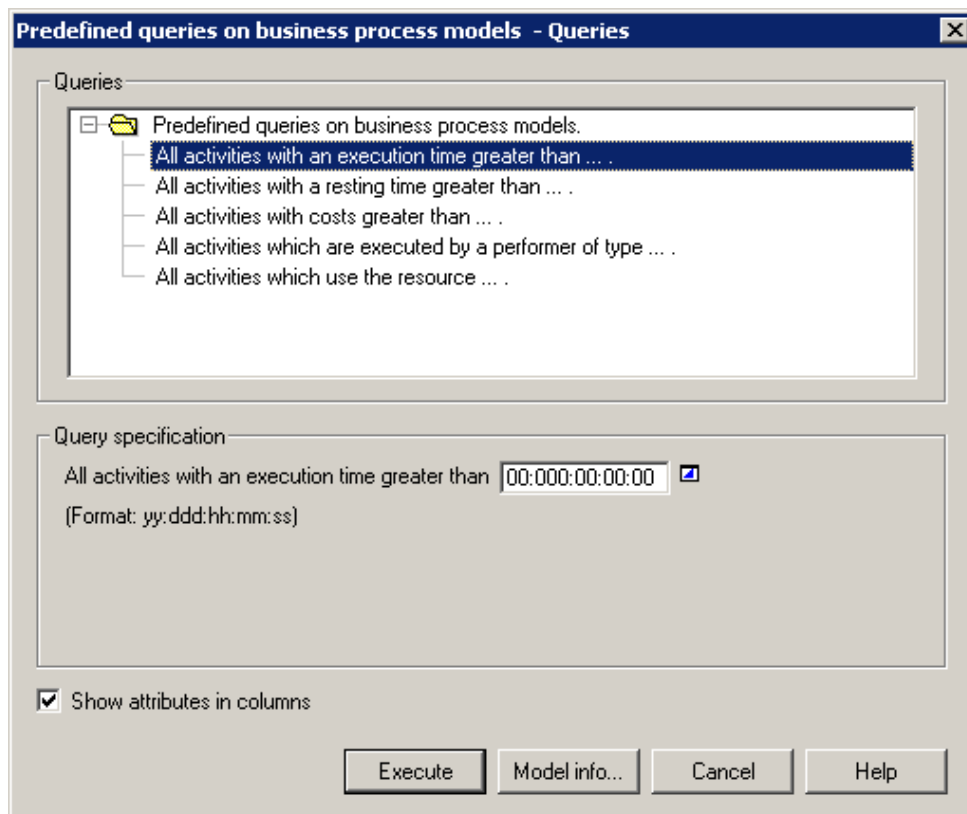 Predefined queries on business process models - Queries
Queries
Predefined queries on business process models.
All activities with an execution time greater than ... .
All activities with a resting time greater than ... .
All activities with costs greater than ... .
All activities which are executed by a performer of type ... .
All activities which use the resource ... .
Query specification
All activities with an execution time greater than 00:000:00:00:00
(Format: yy:ddd:hh:mm:ss)
Show attributes in columns
Execute Model info... Cancel Help